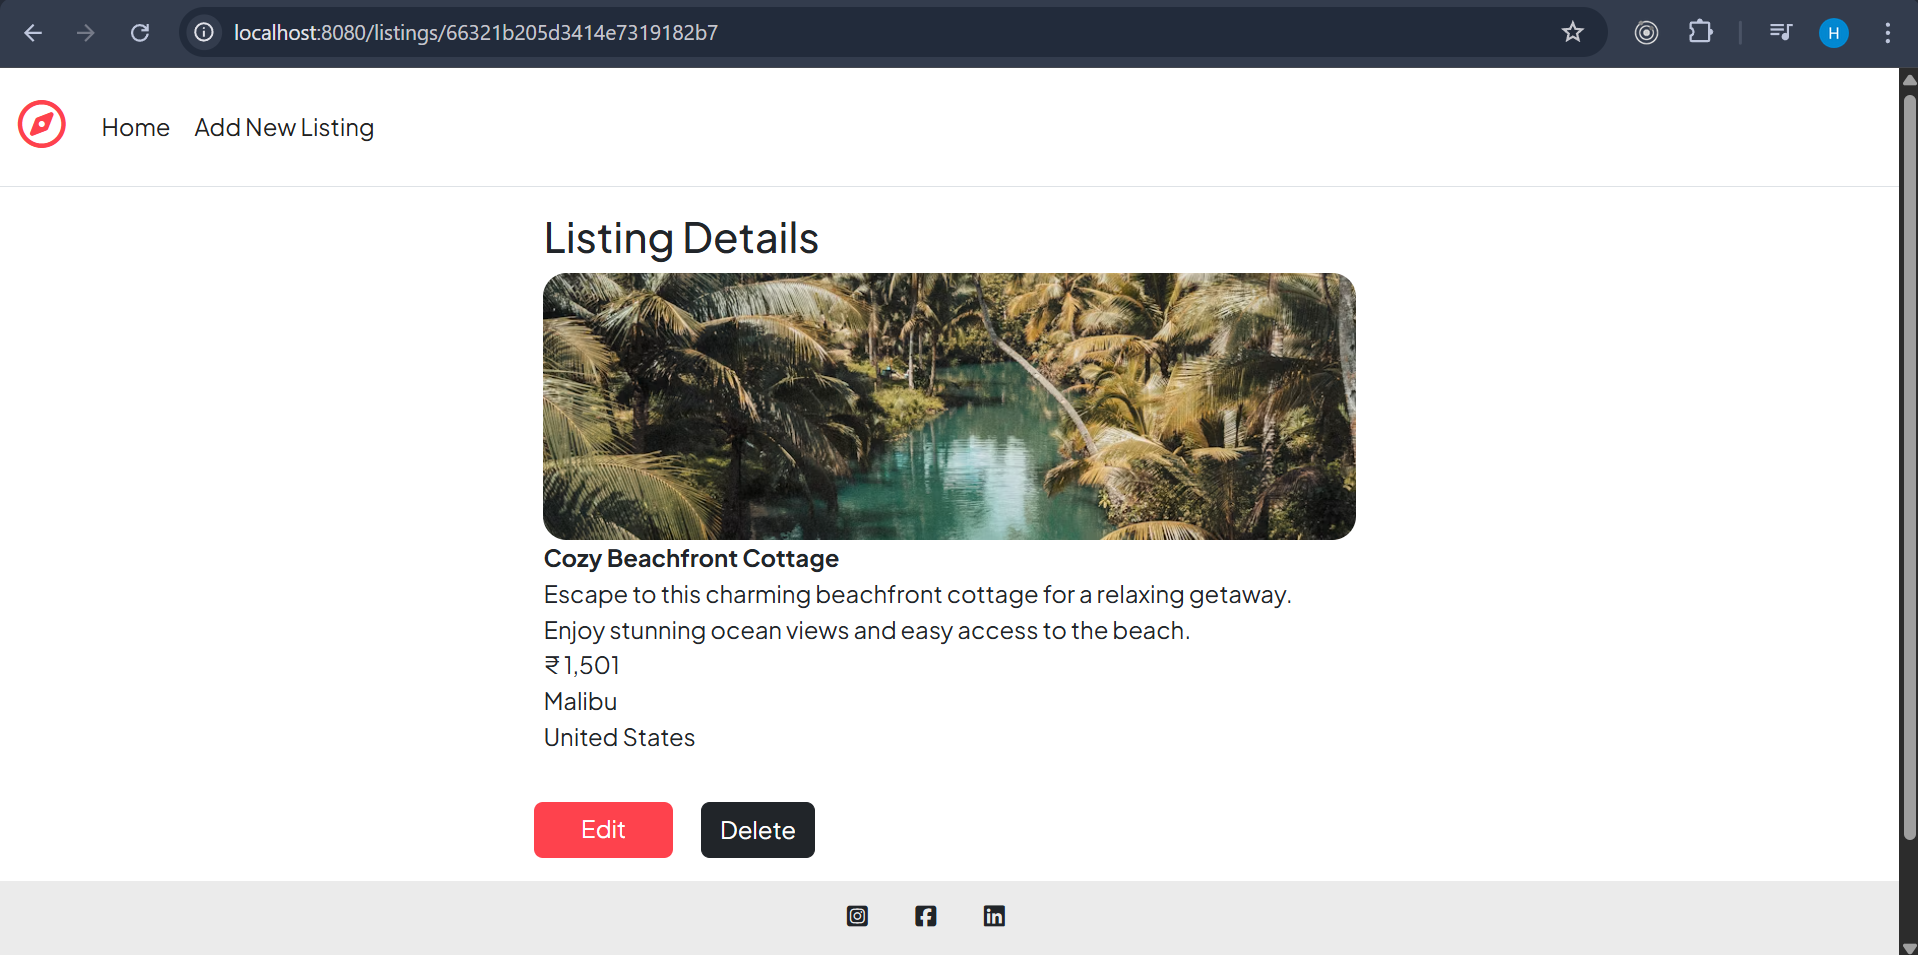 localhost:8080/listings/66321b205d3414e7319182b7
H
Home Add New Listing
Listing Details
Cozy Beachfront Cottage
Escape to this charming beachfront cottage for a relaxing getaway.
Enjoy stunning ocean views and easy access to the beach.
₹1,501
Malibu
United States
Edit Delete